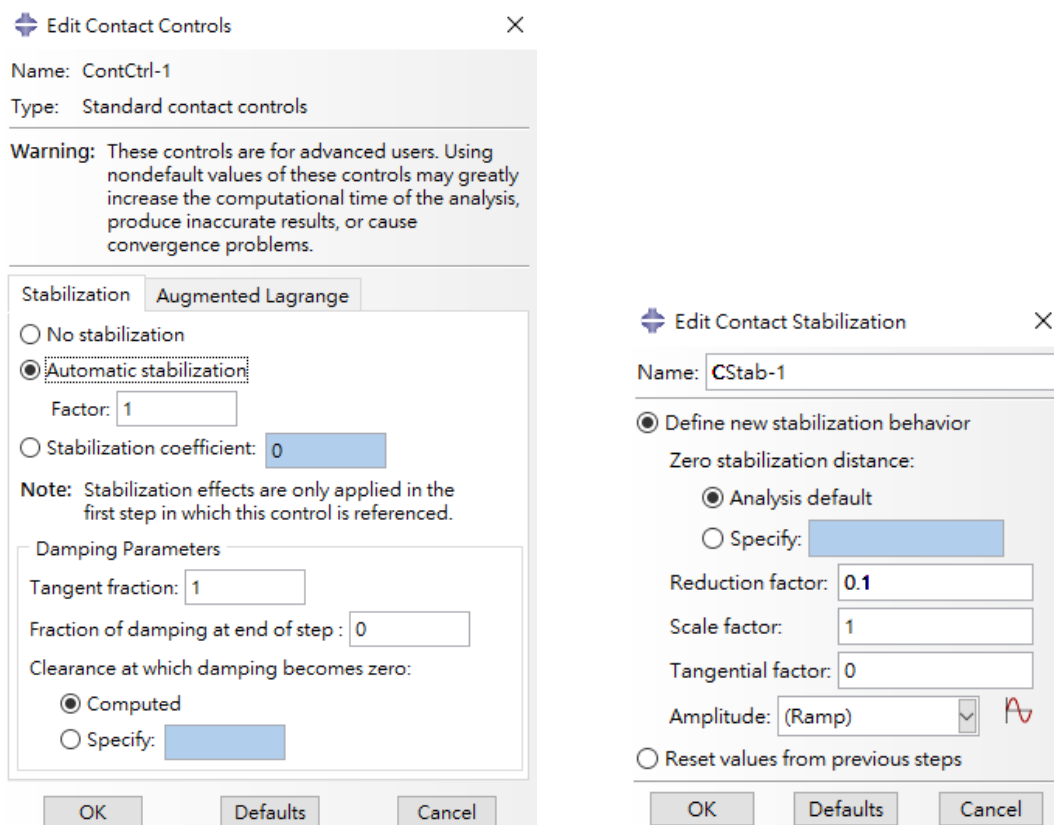 Edit Contact Controls
Name: ContCtrl-1
Type: Standard contact controls
Warning: These controls are for advanced users. Using
nondefault values of these controls may greatly
increase the computational time of the analysis,
produce inaccurate results, or cause
convergence problems.
Stabilization Augmented Lagrange
No stabilization
Automatic stabilization
Factor: 1
Stabilization coefficient: 0
Note: Stabilization effects are only applied in the
first step in which this control is referenced.
Damping Parameters
Tangent fraction: 1
Fraction of damping at end of step : 0
Clearance at which damping becomes zero:
Computed
Specify:
OK Defaults Cancel
Edit Contact Stabilization
Name: CStab-1
Define new stabilization behavior
Zero stabilization distance:
Analysis default
Specify:
Reduction factor: 0.1
Scale factor: 1
Tangential factor: 0
Amplitude: (Ramp)
Reset values from previous steps
OK Defaults Cancel